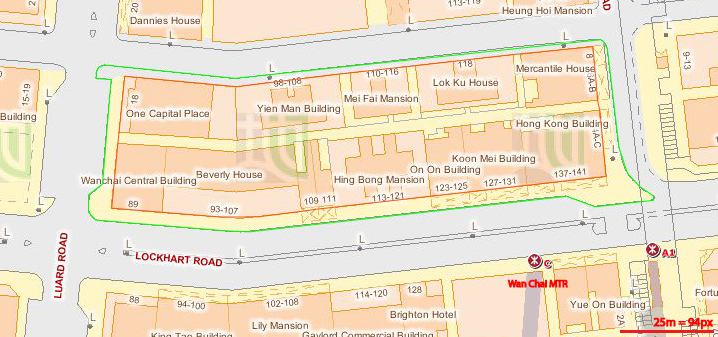 Dannies House
20
113-119
Heung Hoi Mansion
ROAD
9-13
15-19
Building
18
One Capital Place
98-108
Yien Man Building
110-116
Mei Fai Mansion
118
Lok Ku House
Mercantile House
8
A-B
Hong Kong Building
A-C
Wanchai Central Building
Beverly House
Hing Bong Mansion
On On Building
Koon Mei Building
89
93-107
109 111
113-121
123-125
127-131
137-141
LUARD ROAD
LOCKHART ROAD
A1
Wan Chai MTR
88
94-100
102-108
114-120
128
King Tao Building
Lily Mansion
Gaylord Commercial Building
Brighton Hotel
Yue On Building
2A
25m = 94px